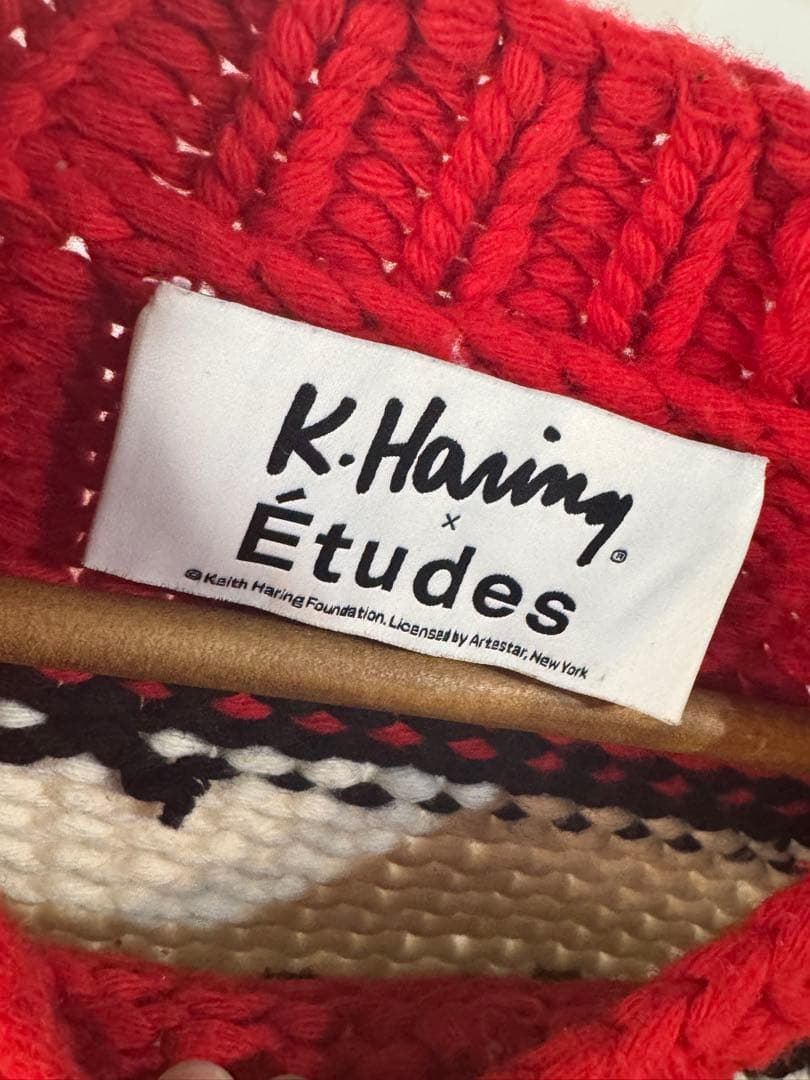 K.Haring®
x
Études
© Keith Haring Foundation. Licensed by Artestar, New York